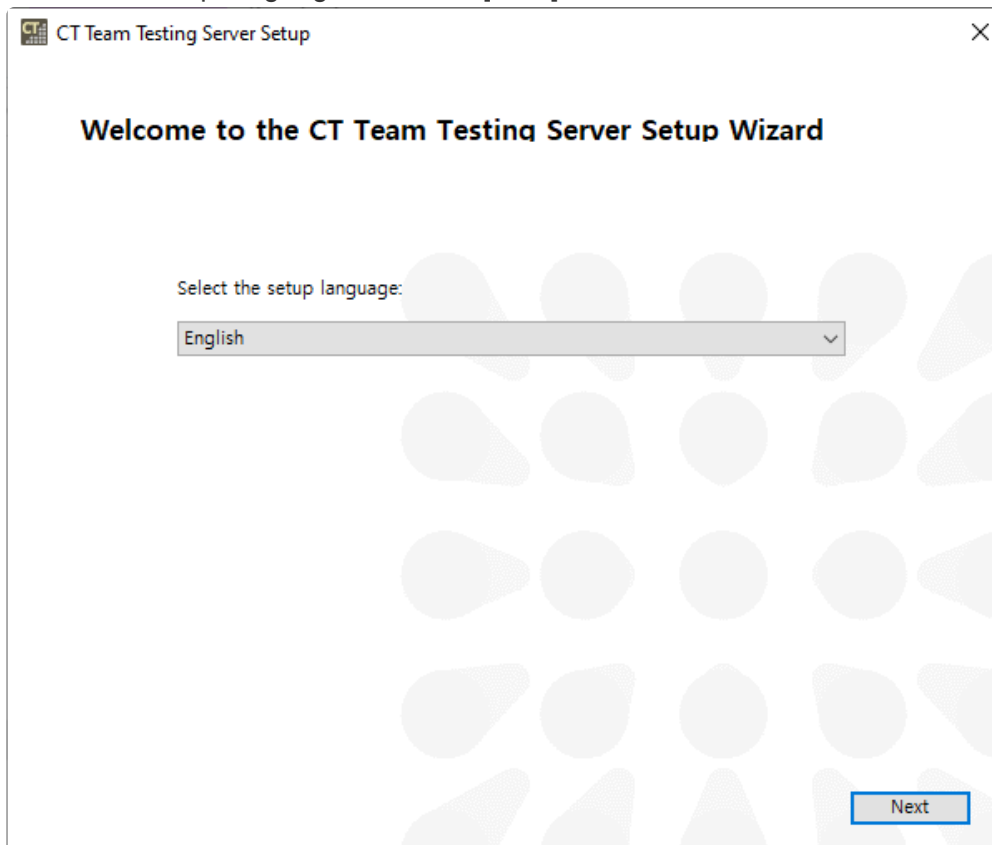 CT Team Testing Server Setup
Welcome to the CT Team Testing Server Setup Wizard
Select the setup language:
English
Next